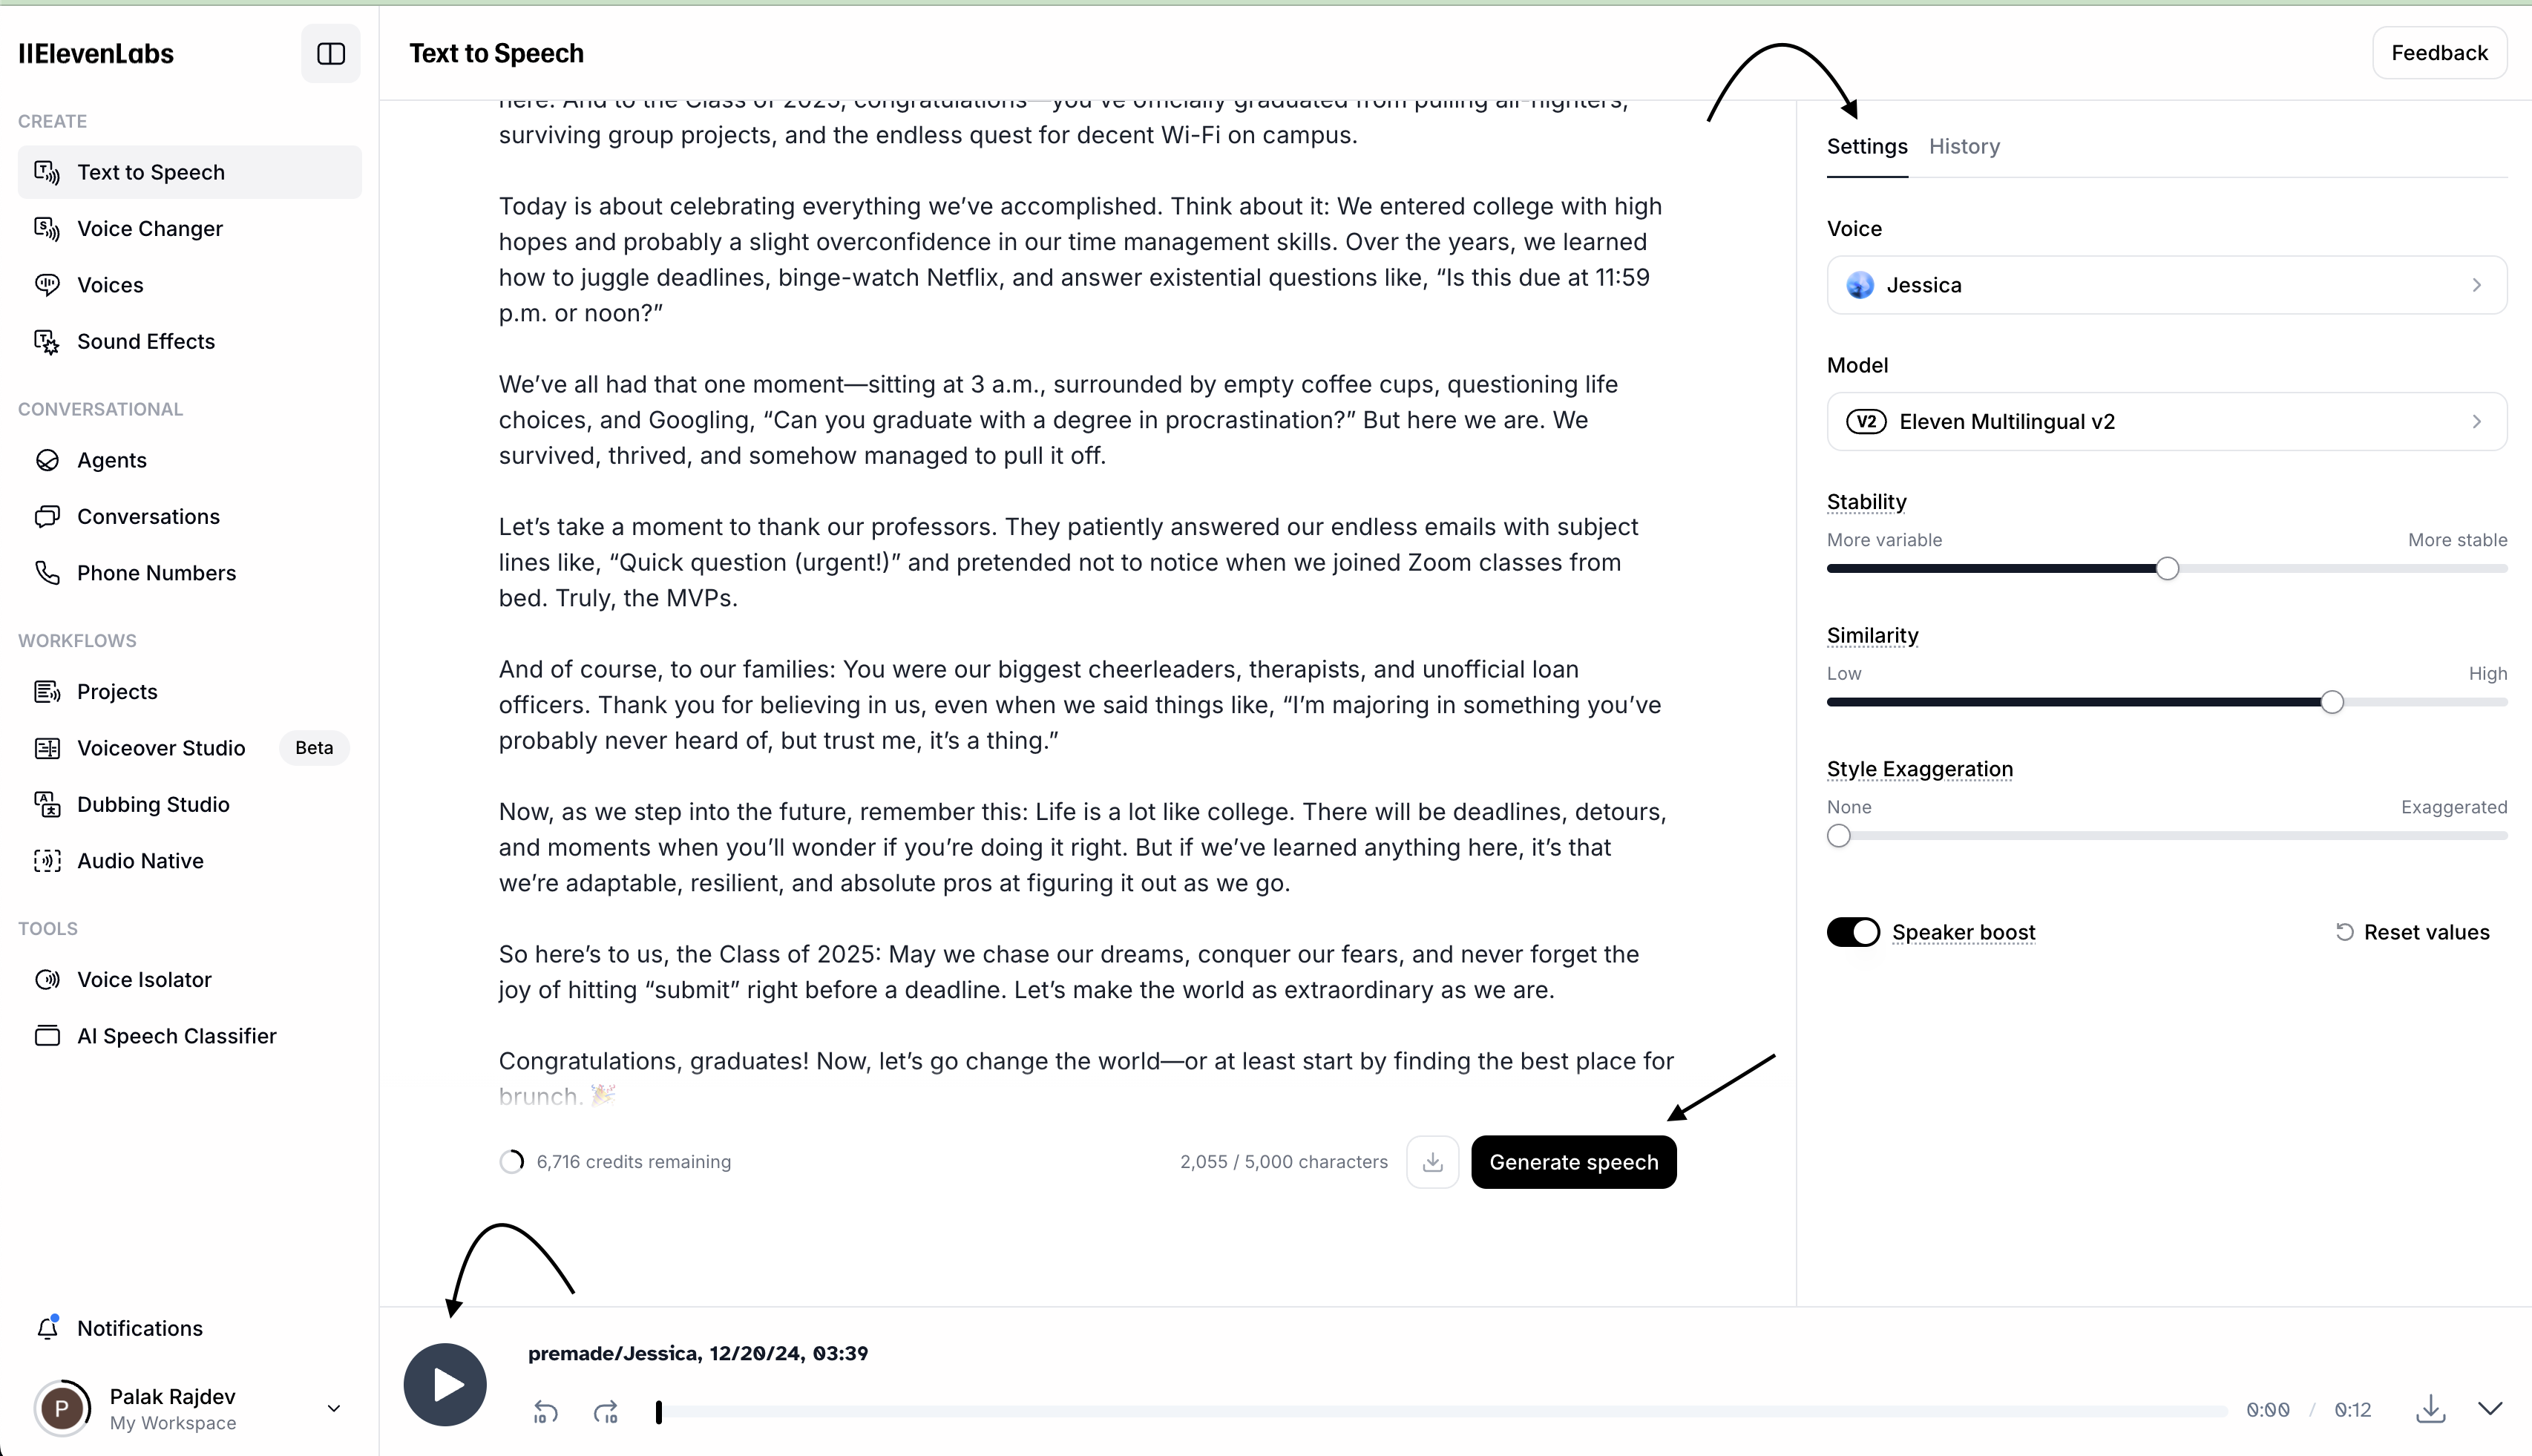 IIElevenLabs
CREATE
Text to Speech
Voice Changer
Voices
Sound Effects
CONVERSATIONAL
Agents
Conversations
Phone Numbers
WORKFLOWS
Projects
Voiceover Studio Beta
Dubbing Studio
Audio Native
TOOLS
Voice Isolator
AI Speech Classifier
Notifications
P
Palak Rajdev
My Workspace
Text to Speech
Feedback
here. And to the Class of 2025, congratulations—you’ve officially graduated from pulling all-nighters,
surviving group projects, and the endless quest for decent Wi-Fi on campus.
Today is about celebrating everything we’ve accomplished. Think about it: We entered college with high
hopes and probably a slight overconfidence in our time management skills. Over the years, we learned
how to juggle deadlines, binge-watch Netflix, and answer existential questions like, “Is this due at 11:59
p.m. or noon?”
We’ve all had that one moment—sitting at 3 a.m., surrounded by empty coffee cups, questioning life
choices, and Googling, “Can you graduate with a degree in procrastination?” But here we are. We
survived, thrived, and somehow managed to pull it off.
Let’s take a moment to thank our professors. They patiently answered our endless emails with subject
lines like, “Quick question (urgent!)” and pretended not to notice when we joined Zoom classes from
bed. Truly, the MVPs.
And of course, to our families: You were our biggest cheerleaders, therapists, and unofficial loan
officers. Thank you for believing in us, even when we said things like, “I’m majoring in something you’ve
probably never heard of, but trust me, it’s a thing.”
Now, as we step into the future, remember this: Life is a lot like college. There will be deadlines, detours,
and moments when you’ll wonder if you’re doing it right. But if we’ve learned anything here, it’s that
we’re adaptable, resilient, and absolute pros at figuring it out as we go.
So here’s to us, the Class of 2025: May we chase our dreams, conquer our fears, and never forget the
joy of hitting “submit” right before a deadline. Let’s make the world as extraordinary as we are.
Congratulations, graduates! Now, let’s go change the world—or at least start by finding the best place for
brunch. 🎉
6,716 credits remaining
2,055 / 5,000 characters
Generate speech
Settings History
Voice
Jessica
Model
V2 Eleven Multilingual v2
Stability
More variable More stable
Similarity
Low High
Style Exaggeration
None Exaggerated
Speaker boost
Reset values
premade/Jessica, 12/20/24, 03:39
10 10
0:00 / 0:12